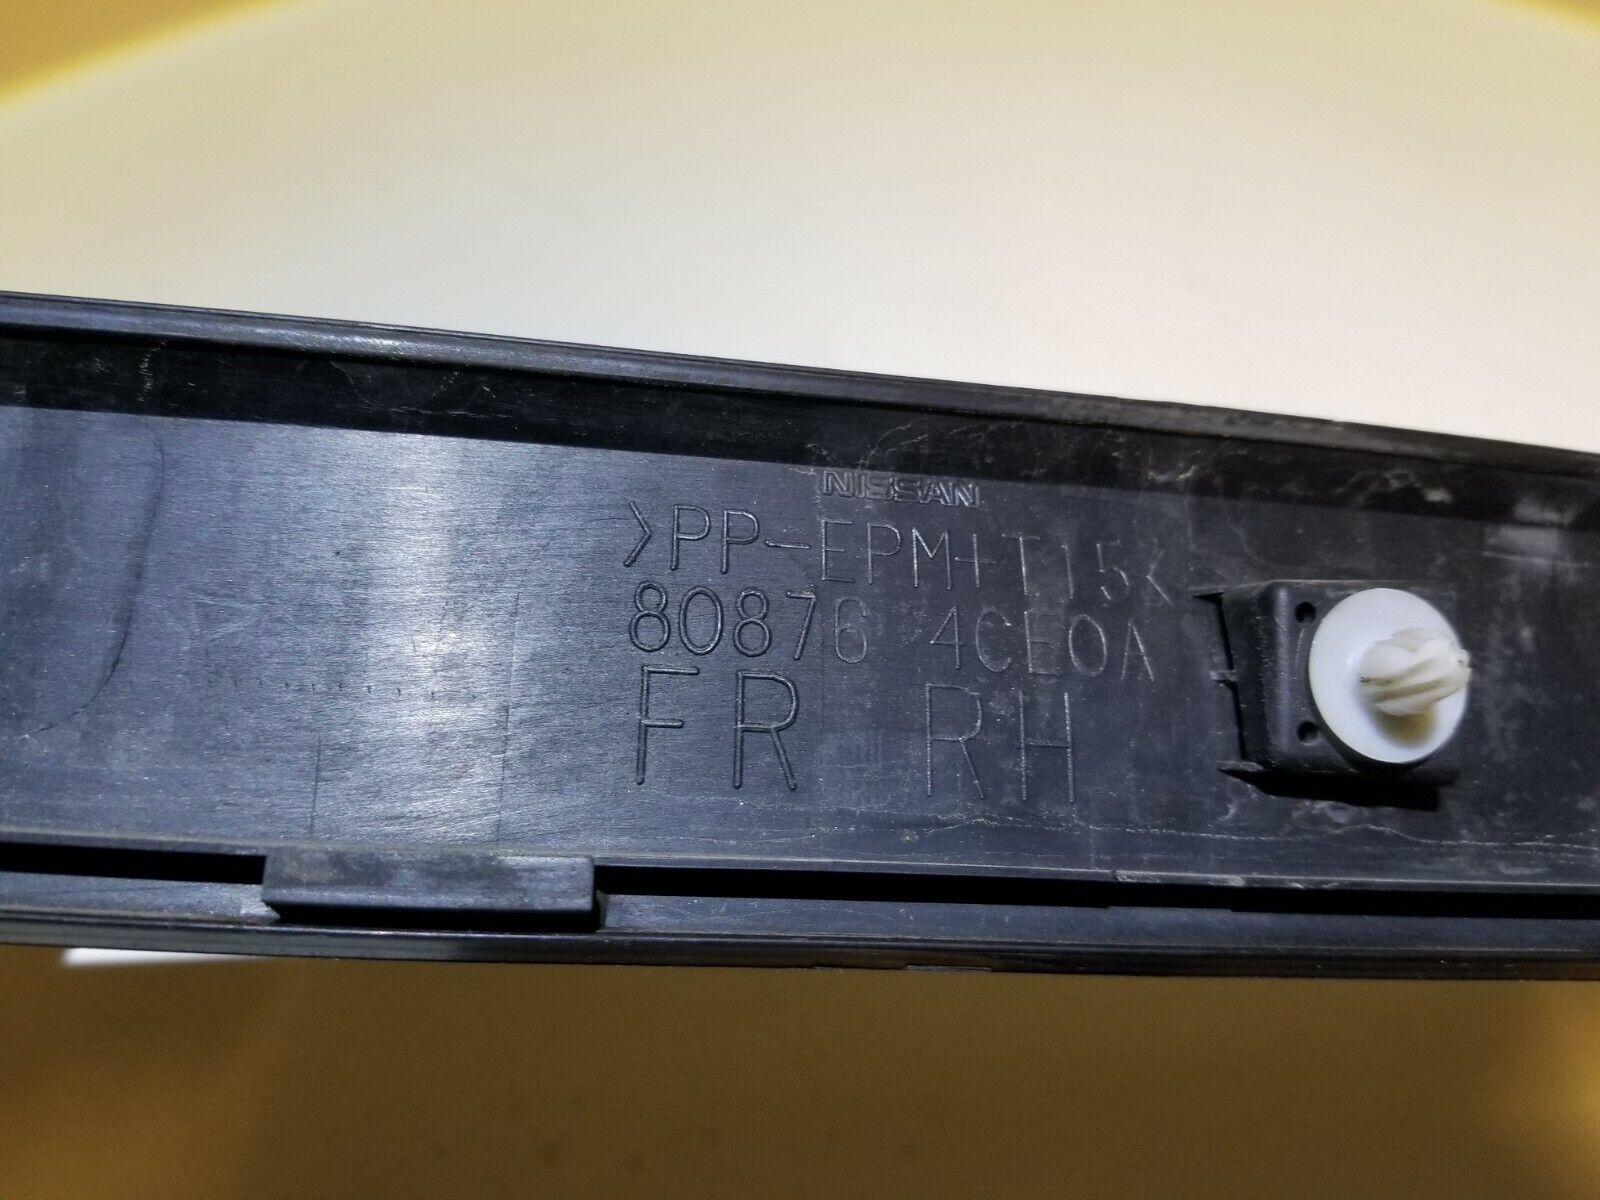 NISSAN
>PP-EPM+T15<
80876 4CE0A
FR RH